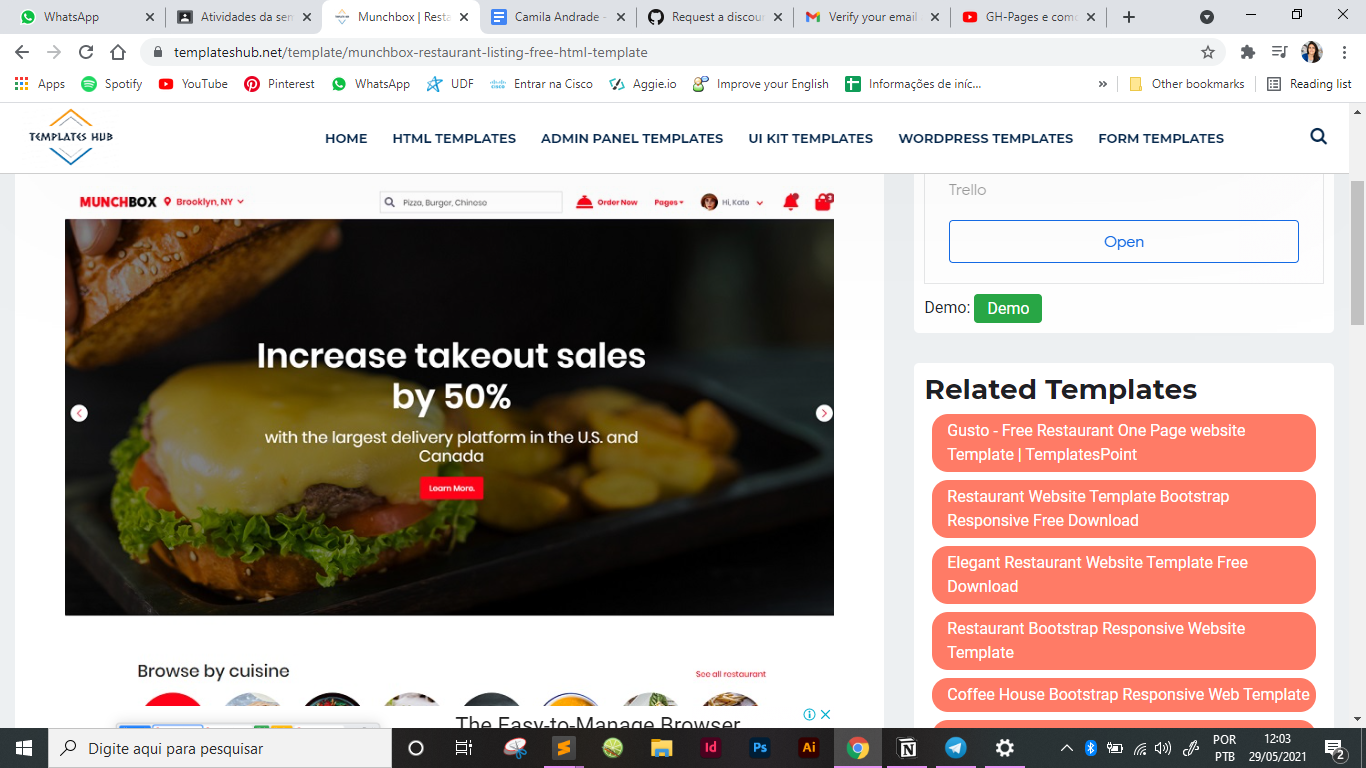 WhatsApp
Atividades da sem
Munchbox | Resta
Camila Andrade -
Request a discoun
Verify your email
GH-Pages e como
templateshub.net/template/munchbox-restaurant-listing-free-html-template
Apps
Spotify
YouTube
Pinterest
WhatsApp
UDF
Entrar na Cisco
Aggie.io
Improve your English
Informações de iníc...
»
Other bookmarks
Reading list
TEMPLATES HUB
HOME
HTML TEMPLATES
ADMIN PANEL TEMPLATES
UI KIT TEMPLATES
WORDPRESS TEMPLATES
FORM TEMPLATES
MUNCHBOX
Brooklyn, NY
Pizza, Burger, Chinese
Order Now
Pages
Hi, Kate
3
Increase takeout sales
by 50%
with the largest delivery platform in the U.S. and
Canada
Learn More.
Browse by cuisine
See all restaurant
The Easy-to-Manage Browser
Trello
Open
Demo: Demo
Related Templates
Gusto - Free Restaurant One Page website
Template | TemplatesPoint
Restaurant Website Template Bootstrap
Responsive Free Download
Elegant Restaurant Website Template Free
Download
Restaurant Bootstrap Responsive Website
Template
Coffee House Bootstrap Responsive Web Template
Digite aqui para pesquisar
Id
Ps
Ai
POR
PTB
12:03
29/05/2021
2